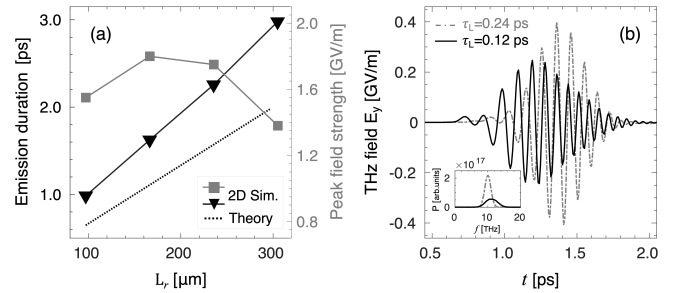 (a)
3.0
2.0
1.0
Emission duration [ps]
2.0
1.7
1.4
1.1
0.8
Peak field strength [GV/m]
2D Sim.
Theory
100
200
300
L_r [μm]
(b)
τ_L=0.24 ps
τ_L=0.12 ps
0.4
0.2
0
-0.2
-0.4
THz field E_y [GV/m]
× 10^17
2
0
P [arb.units]
0 10 20
f [THz]
0.5
1.0
1.5
2.0
t [ps]